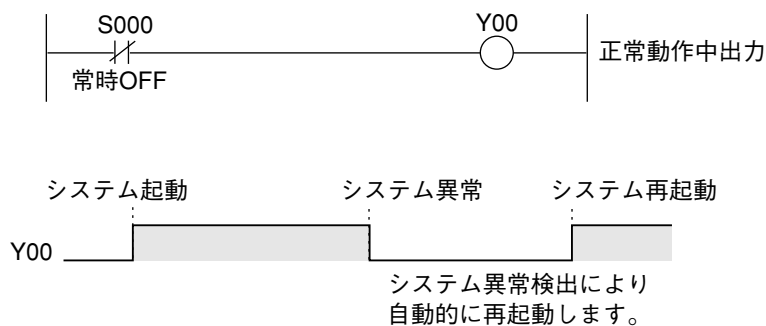 S000
Y00
正常動作中出力
常時OFF
システム起動
システム異常
システム再起動
Y00
システム異常検出により
自動的に再起動します。